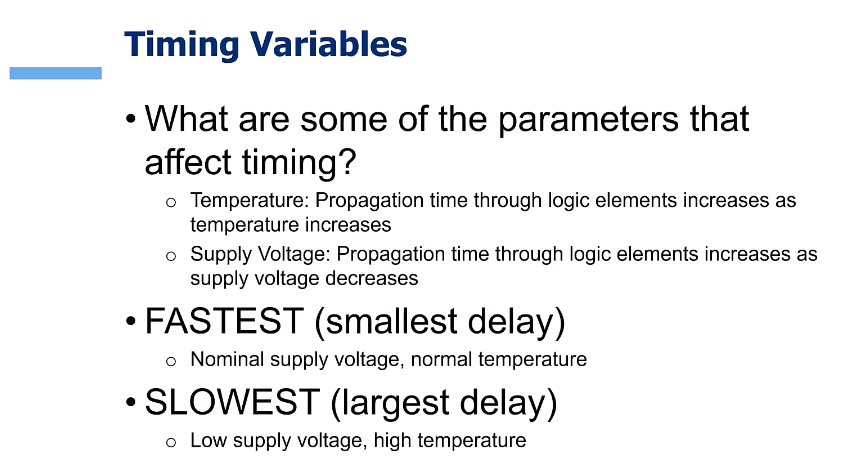 Timing Variables
• What are some of the parameters that
affect timing?
o Temperature: Propagation time through logic elements increases as
temperature increases
o Supply Voltage: Propagation time through logic elements increases as
supply voltage decreases
• FASTEST (smallest delay)
o Nominal supply voltage, normal temperature
• SLOWEST (largest delay)
o Low supply voltage, high temperature